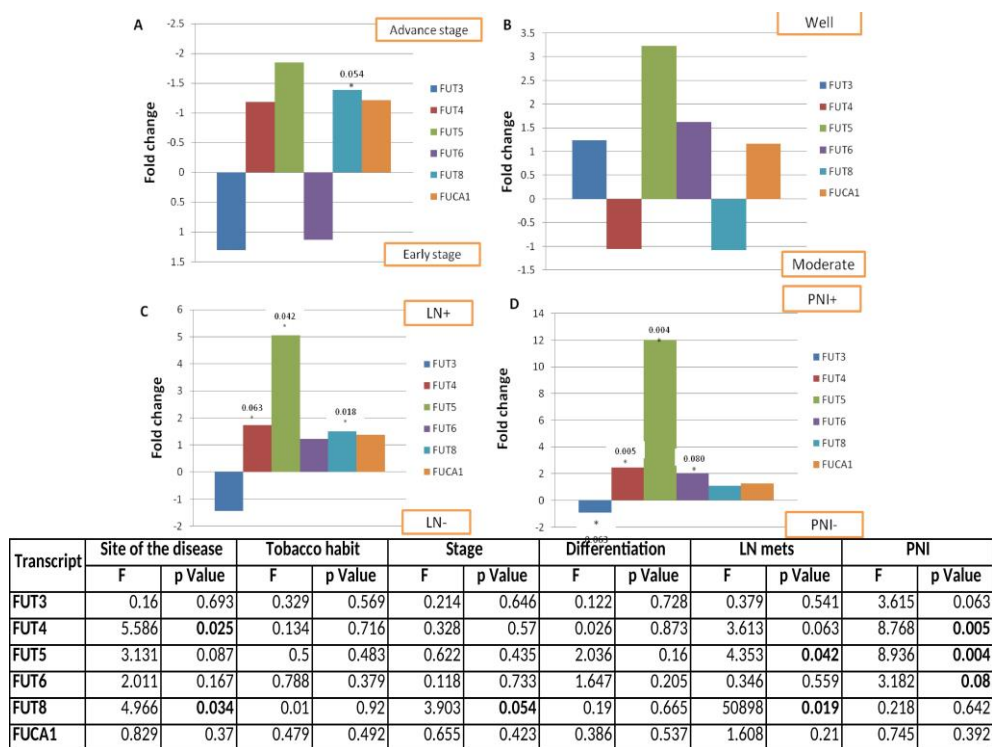 A
Advance stage
Fold change
-2.5
-2
-1.5
-1
-0.5
0
0.5
1
1.5
0.054
*
FUT3
FUT4
FUT5
FUT6
FUT8
FUCA1
Early stage
B
Well
Fold change
3.5
3
2.5
2
1.5
1
0.5
0
-0.5
-1
-1.5
FUT3
FUT4
FUT5
FUT6
FUT8
FUCA1
Moderate
C
LN+
Fold change
6
5
4
3
2
1
0
-1
-2
0.063
*
0.042
*
0.018
*
FUT3
FUT4
FUT5
FUT6
FUT8
FUCA1
LN-
D
PNI+
Fold change
14
12
10
8
6
4
2
0
-2
*
0.063
0.005
*
0.004
*
0.080
*
FUT3
FUT4
FUT5
FUT6
FUT8
FUCA1
PNI-
Transcript Site of the disease Tobacco habit Stage Differentiation LN mets PNI
F p Value F p Value F p Value F p Value F p Value F p Value
FUT3 0.16 0.693 0.329 0.569 0.214 0.646 0.122 0.728 0.379 0.541 3.615 0.063
FUT4 5.586 0.025 0.134 0.716 0.328 0.57 0.026 0.873 3.613 0.063 8.768 0.005
FUT5 3.131 0.087 0.5 0.483 0.622 0.435 2.036 0.16 4.353 0.042 8.936 0.004
FUT6 2.011 0.167 0.788 0.379 0.118 0.733 1.647 0.205 0.346 0.559 3.182 0.08
FUT8 4.966 0.034 0.01 0.92 3.903 0.054 0.19 0.665 50898 0.019 0.218 0.642
FUCA1 0.829 0.37 0.479 0.492 0.655 0.423 0.386 0.537 1.608 0.21 0.745 0.392